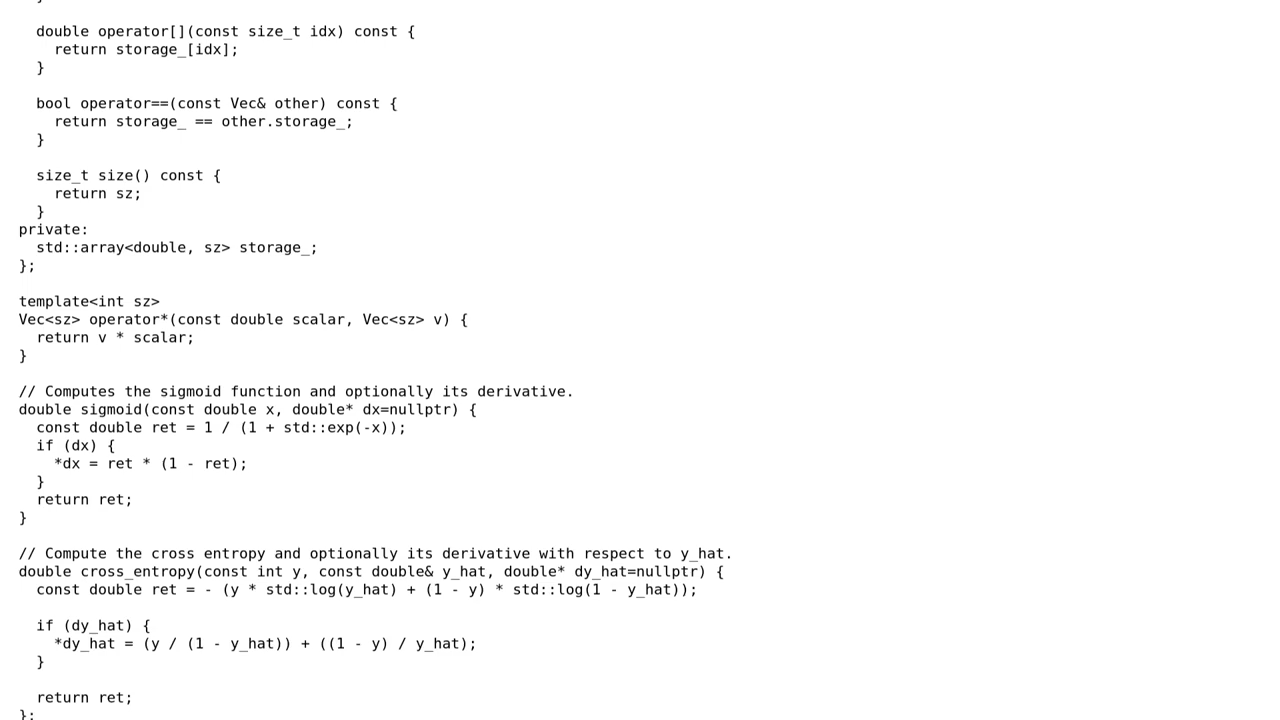 }
  double operator[](const size_t idx) const {
    return storage_[idx];
  }
  bool operator==(const Vec& other) const {
    return storage_ == other.storage_;
  }
  size_t size() const {
    return sz;
  }
private:
  std::array<double, sz> storage_;
};
template<int sz>
Vec<sz> operator*(const double scalar, Vec<sz> v) {
  return v * scalar;
}
// Computes the sigmoid function and optionally its derivative.
double sigmoid(const double x, double* dx=nullptr) {
  const double ret = 1 / (1 + std::exp(-x));
  if (dx) {
    *dx = ret * (1 - ret);
  }
  return ret;
}
// Compute the cross entropy and optionally its derivative with respect to y_hat.
double cross_entropy(const int y, const double& y_hat, double* dy_hat=nullptr) {
  const double ret = - (y * std::log(y_hat) + (1 - y) * std::log(1 - y_hat));
  if (dy_hat) {
    *dy_hat = (y / (1 - y_hat)) + ((1 - y) / y_hat);
  }
  return ret;
};